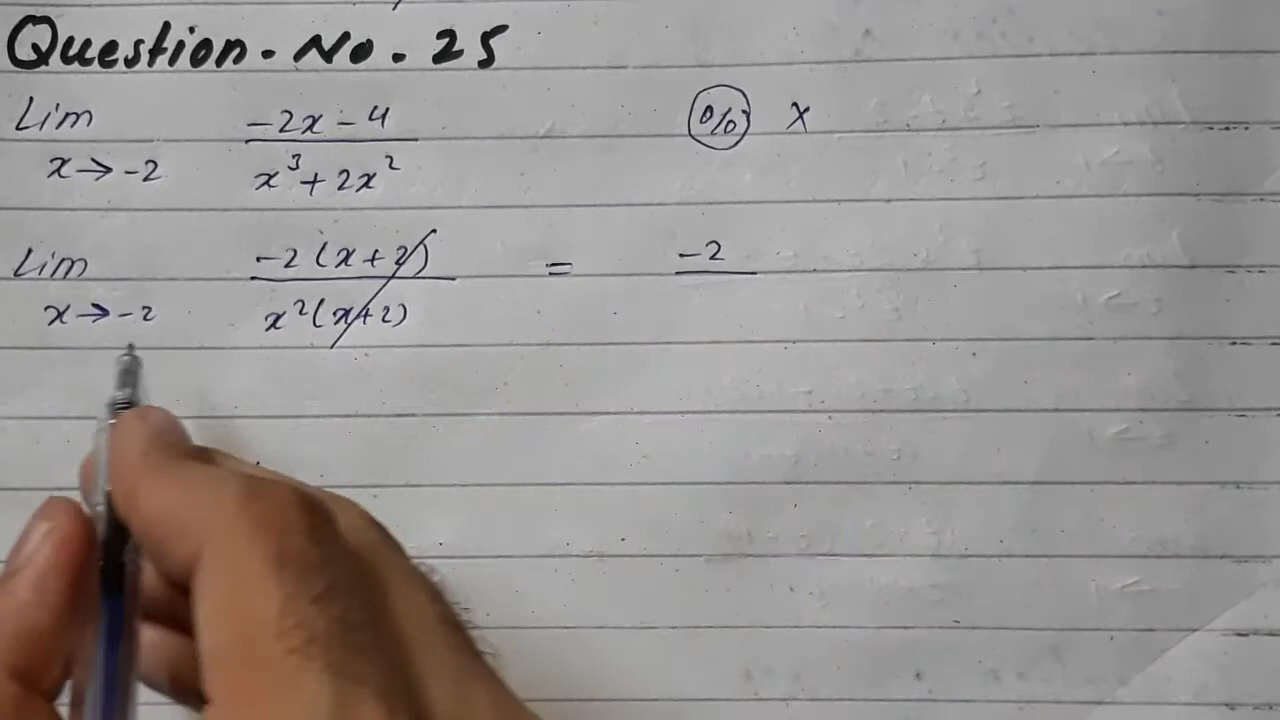 Question. No. 25
Lim x→-2 (-2x-4)/(x³+2x²) 0/0 ×
Lim x→-2 -2(x+2)/x²(x+2) = -2/